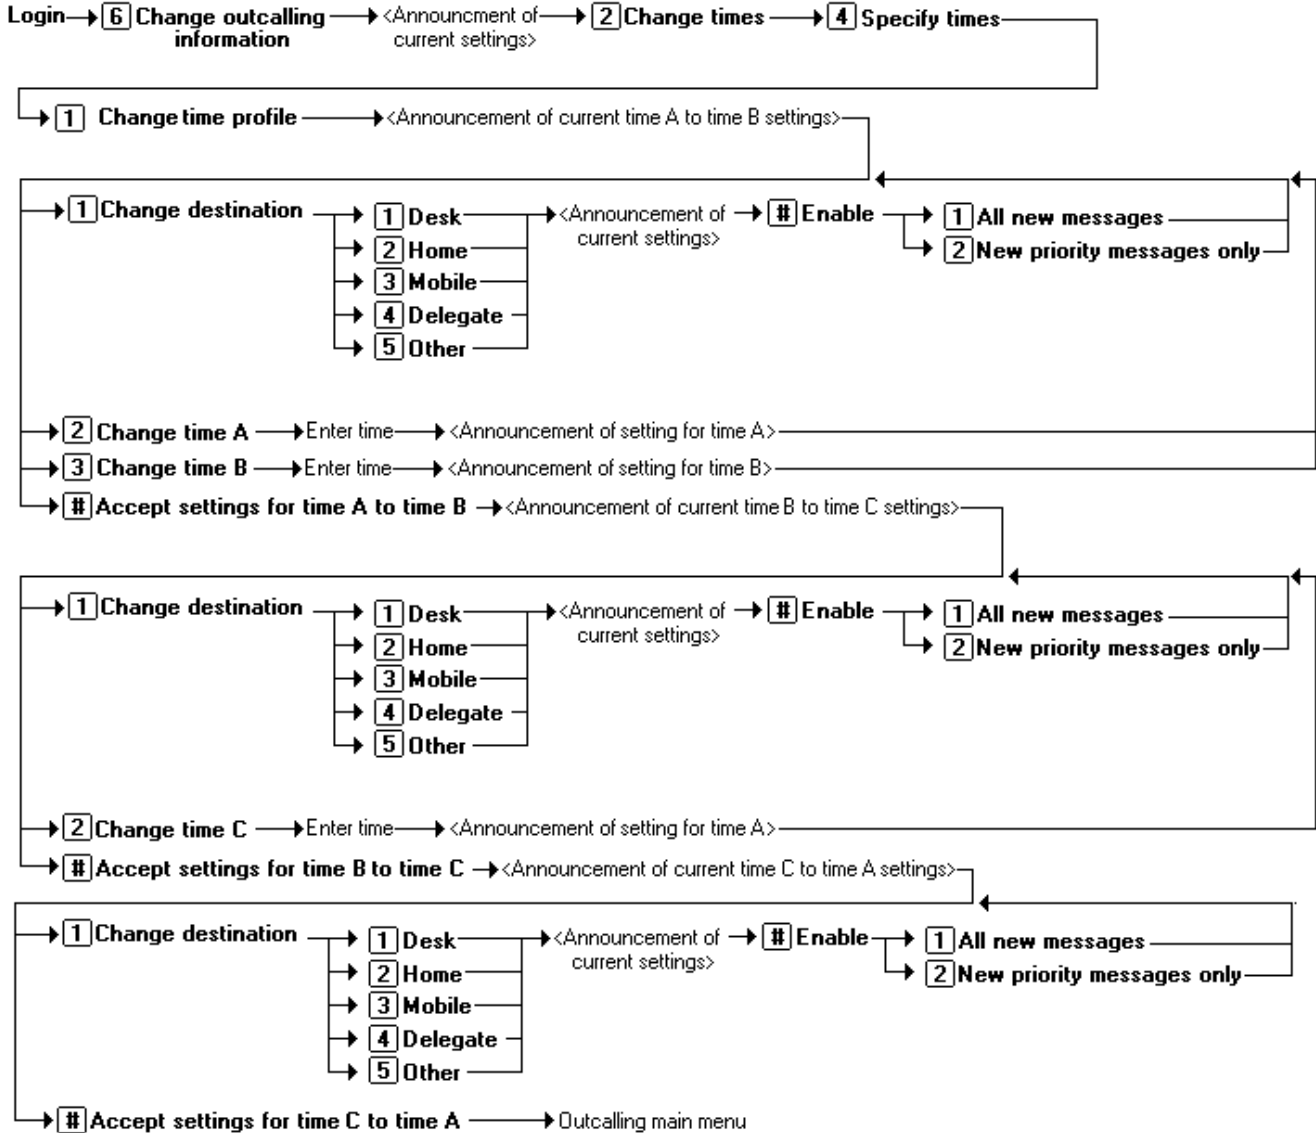 Login 6 Change outcalling <Announcment of 2 Change times 4 Specify times
information current settings>
1 Change time profile <Announcement of current time A to time B settings>
1 Change destination 1 Desk <Announcement of # Enable 1 All new messages
current settings>
2 Home 2 New priority messages only
3 Mobile
4 Delegate
5 Other
2 Change time A Enter time <Announcement of setting for time A>
3 Change time B Enter time <Announcement of setting for time B>
# Accept settings for time A to time B <Announcement of current time B to time C settings>
1 Change destination 1 Desk <Announcement of # Enable 1 All new messages
current settings>
2 Home 2 New priority messages only
3 Mobile
4 Delegate
5 Other
2 Change time C Enter time <Announcement of setting for time A>
# Accept settings for time B to time C <Announcement of current time C to time A settings>
1 Change destination 1 Desk <Announcement of # Enable 1 All new messages
current settings>
2 Home 2 New priority messages only
3 Mobile
4 Delegate
5 Other
# Accept settings for time C to time A Outcalling main menu